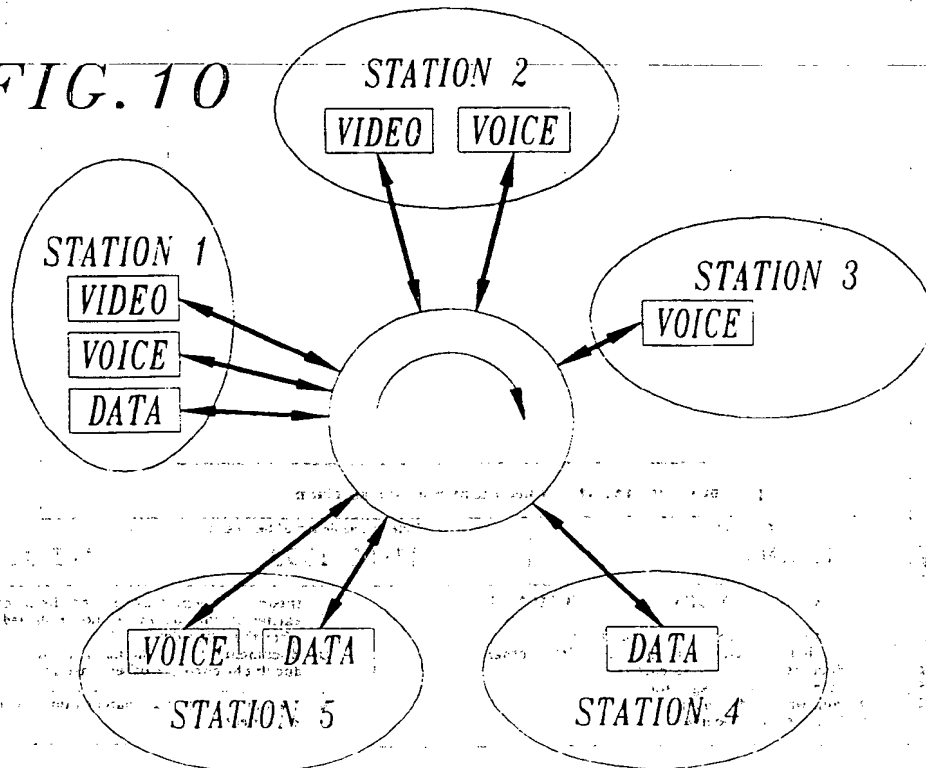 FIG.10
STATION 2
VIDEO VOICE
STATION 1
VIDEO
VOICE
DATA
STATION 3
VOICE
VOICE DATA
STATION 5
DATA
STATION 4